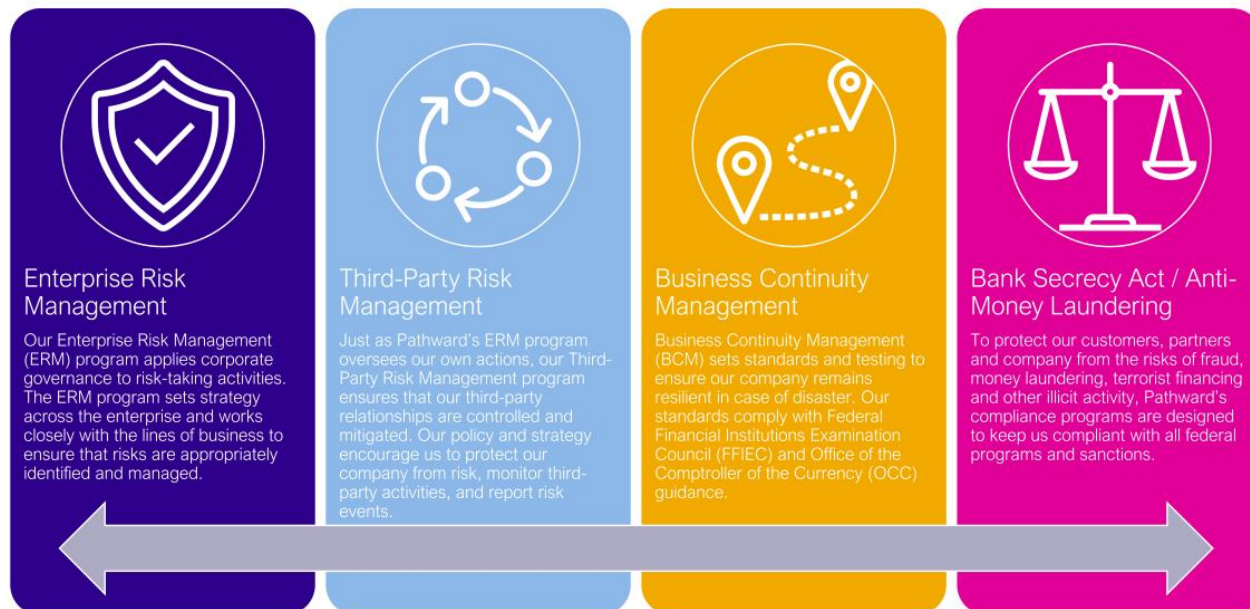 Enterprise Risk
Management
Our Enterprise Risk Management
(ERM) program applies corporate
governance to risk-taking activities.
The ERM program sets strategy
across the enterprise and works
closely with the lines of business to
ensure that risks are appropriately
identified and managed.
Third-Party Risk
Management
Just as Pathward's ERM program
oversees our own actions, our Third-
Party Risk Management program
ensures that our third-party
relationships are controlled and
mitigated. Our policy and strategy
encourage us to protect our
company from risk, monitor third-
party activities, and report risk
events.
Business Continuity
Management
Business Continuity Management
(BCM) sets standards and testing to
ensure our company remains
resilient in case of disaster. Our
standards comply with Federal
Financial Institutions Examination
Council (FFIEC) and Office of the
Comptroller of the Currency (OCC)
guidance.
Bank Secrecy Act / Anti-
Money Laundering
To protect our customers, partners
and company from the risks of fraud,
money laundering, terrorist financing
and other illicit activity, Pathward's
compliance programs are designed
to keep us compliant with all federal
programs and sanctions.